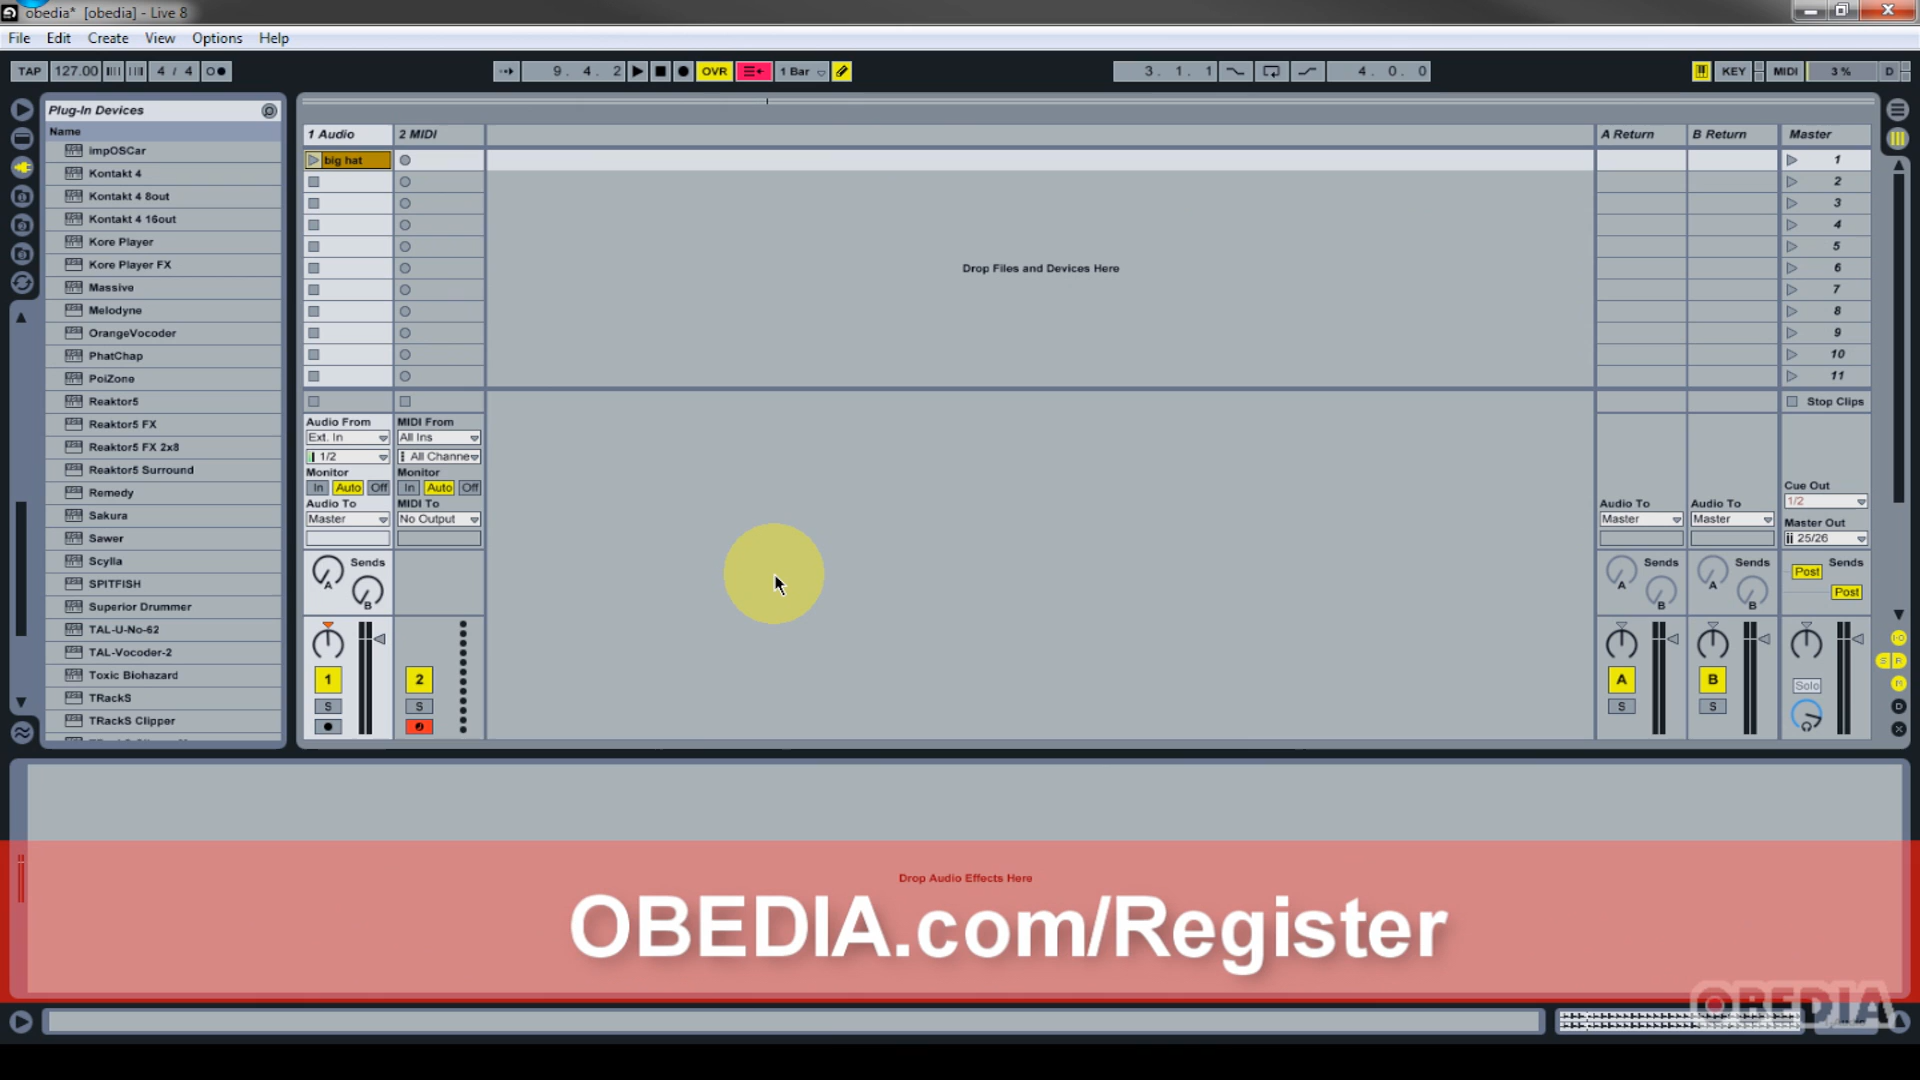 obedia* [obedia] - Live 8
File Edit Create View Options Help
TAP 127.00 4 / 4 9. 4. 2 OVR 1 Bar 3. 1. 1 4. 0. 0 KEY MIDI 3 % D
Plug-In Devices
Name
impOSCar
Kontakt 4
Kontakt 4 8out
Kontakt 4 16out
Kore Player
Kore Player FX
Massive
Melodyne
OrangeVocoder
PhatChap
PoiZone
Reaktor5
Reaktor5 FX
Reaktor5 FX 2x8
Reaktor5 Surround
Remedy
Sakura
Sawer
Scylla
SPITFISH
Superior Drummer
TAL-U-No-62
TAL-Vocoder-2
Toxic Biohazard
TRackS
TRackS Clipper
1 Audio 2 MIDI A Return B Return Master
big hat 1
2
3
4
5
6
7
8
9
10
11
Drop Files and Devices Here
Stop Clips
Audio From MIDI From
Ext. In All Ins
1/2 All Channe
Monitor Monitor
In Auto Off In Auto Off
Audio To MIDI To Audio To Audio To
Master No Output Master Master
Cue Out
1/2
Master Out
25/26
Sends Sends Sends Sends
A B A B A B Post Post
1 2 A B Solo
S S S S
Drop Audio Effects Here
OBEDIA.com/Register
OBEDIA